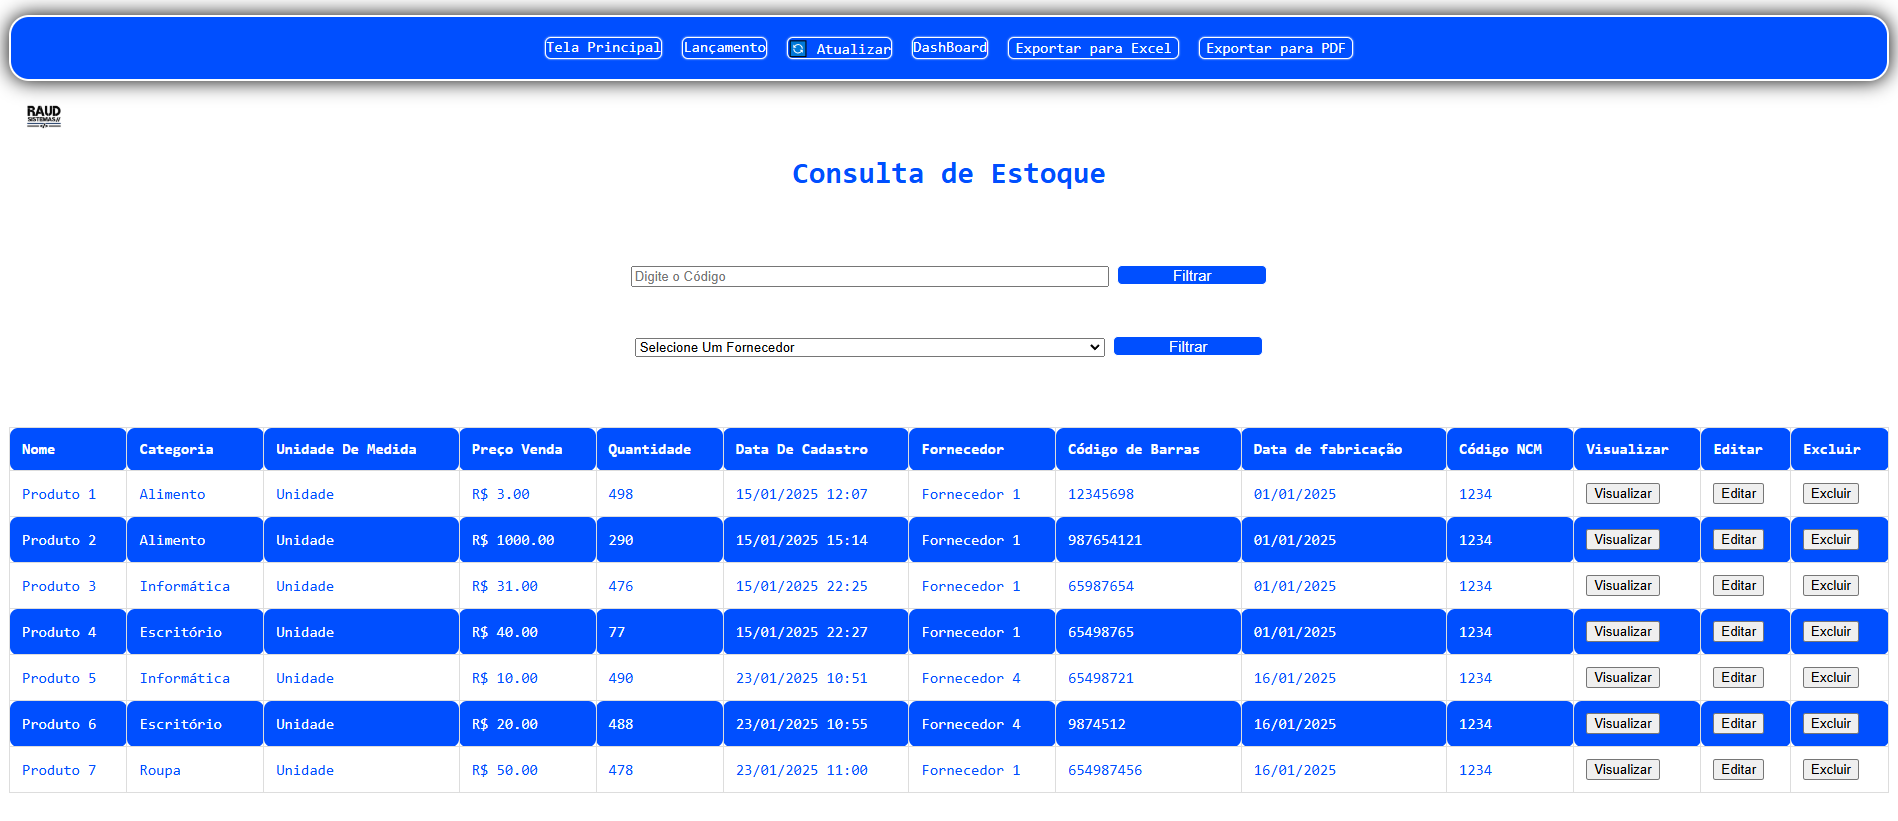 Tela Principal Lançamento Atualizar DashBoard Exportar para Excel Exportar para PDF
RAUD
SISTEMAS//
</>
Consulta de Estoque
Digite o Código Filtrar
Selecione Um Fornecedor Filtrar
Nome Categoria Unidade De Medida Preço Venda Quantidade Data De Cadastro Fornecedor Código de Barras Data de fabricação Código NCM Visualizar Editar Excluir
Produto 1 Alimento Unidade R$ 3.00 498 15/01/2025 12:07 Fornecedor 1 12345698 01/01/2025 1234 Visualizar Editar Excluir
Produto 2 Alimento Unidade R$ 1000.00 290 15/01/2025 15:14 Fornecedor 1 987654121 01/01/2025 1234 Visualizar Editar Excluir
Produto 3 Informática Unidade R$ 31.00 476 15/01/2025 22:25 Fornecedor 1 65987654 01/01/2025 1234 Visualizar Editar Excluir
Produto 4 Escritório Unidade R$ 40.00 77 15/01/2025 22:27 Fornecedor 1 65498765 01/01/2025 1234 Visualizar Editar Excluir
Produto 5 Informática Unidade R$ 10.00 490 23/01/2025 10:51 Fornecedor 4 65498721 16/01/2025 1234 Visualizar Editar Excluir
Produto 6 Escritório Unidade R$ 20.00 488 23/01/2025 10:55 Fornecedor 4 9874512 16/01/2025 1234 Visualizar Editar Excluir
Produto 7 Roupa Unidade R$ 50.00 478 23/01/2025 11:00 Fornecedor 1 654987456 16/01/2025 1234 Visualizar Editar Excluir